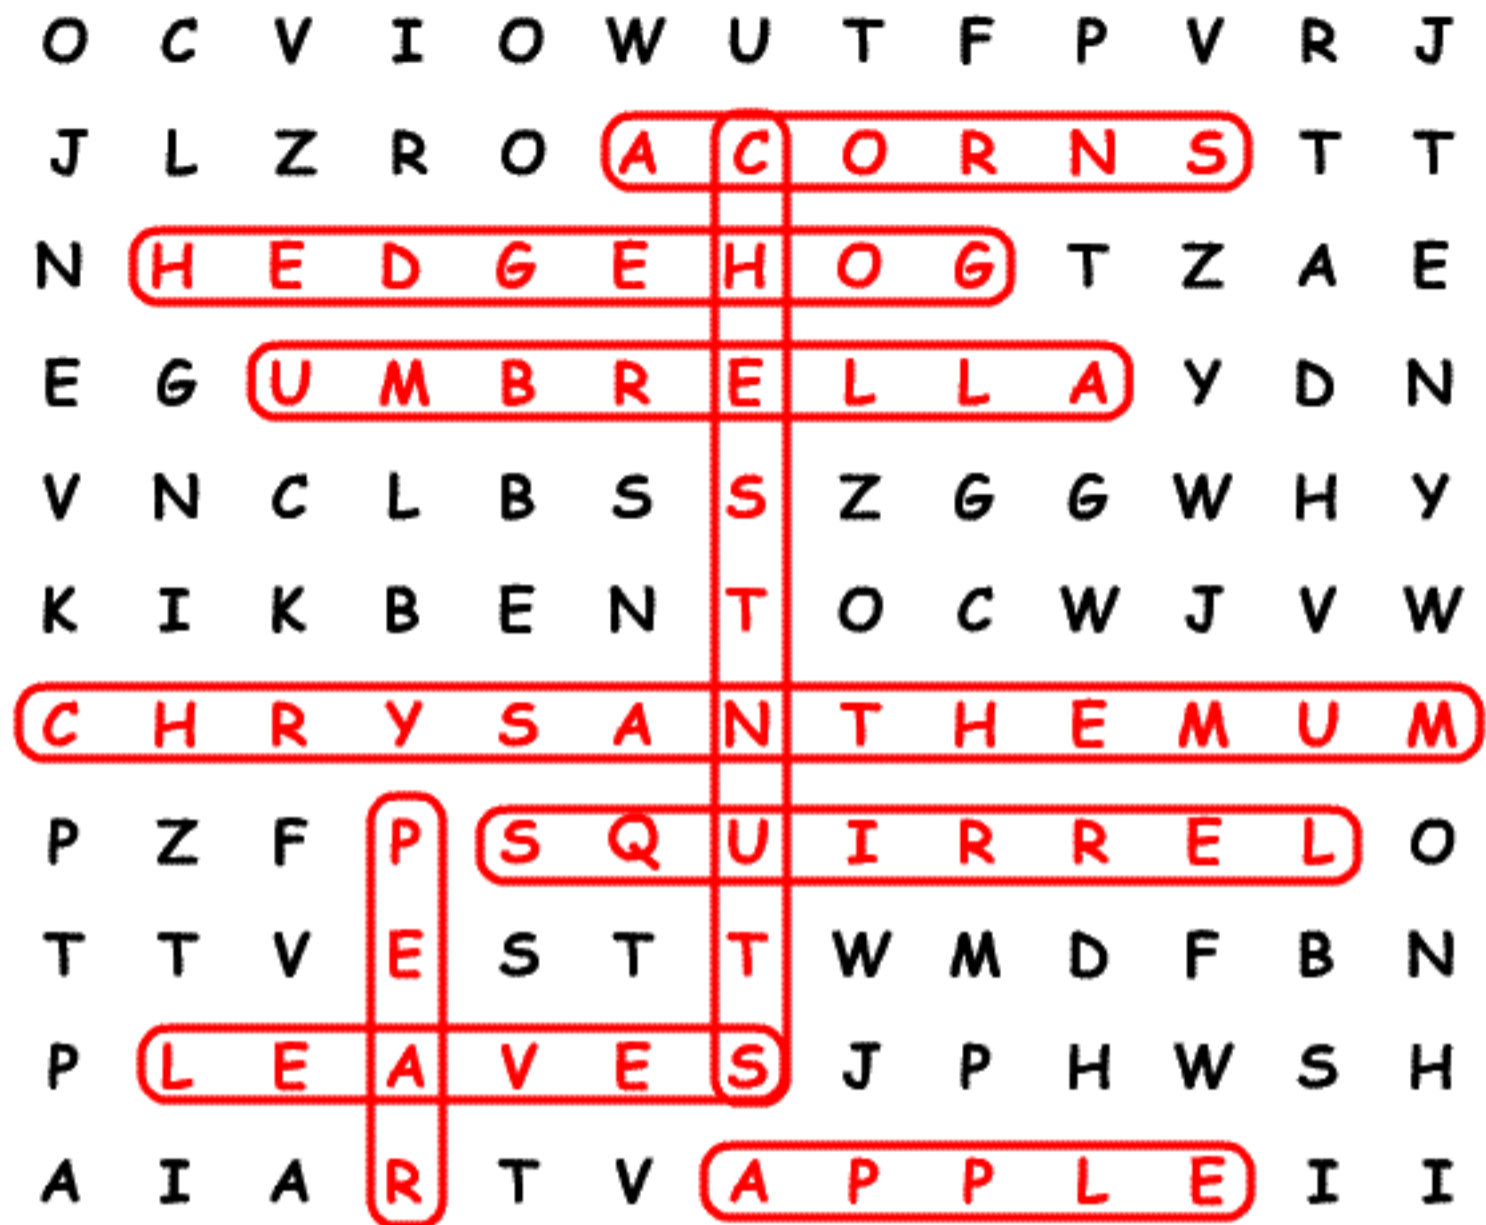 O C V I O W U T F P V R J
J L Z R O A C O R N S T T
N H E D G E H O G T Z A E
E G U M B R E L L A Y D N
V N C L B S S Z G G W H Y
K I K B E N T O C W J V W
C H R Y S A N T H E M U M
P Z F P S Q U I R R E L O
T T V E S T T W M D F B N
P L E A V E S J P H W S H
A I A R T V A P P L E I I